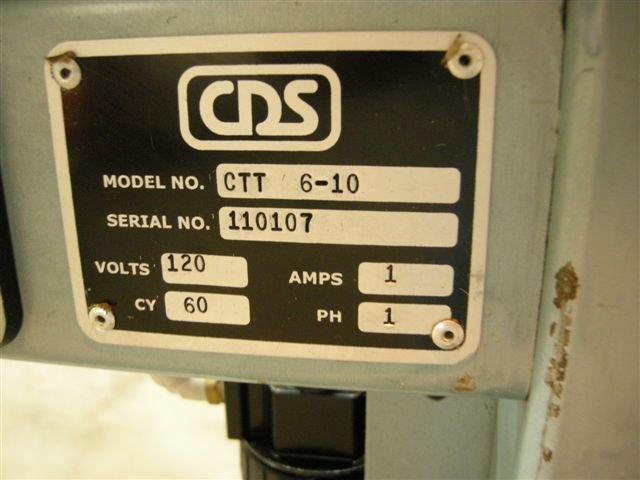 CDS
MODEL NO. CTT 6-10
SERIAL NO. 110107
VOLTS 120 AMPS 1
CY 60 PH 1